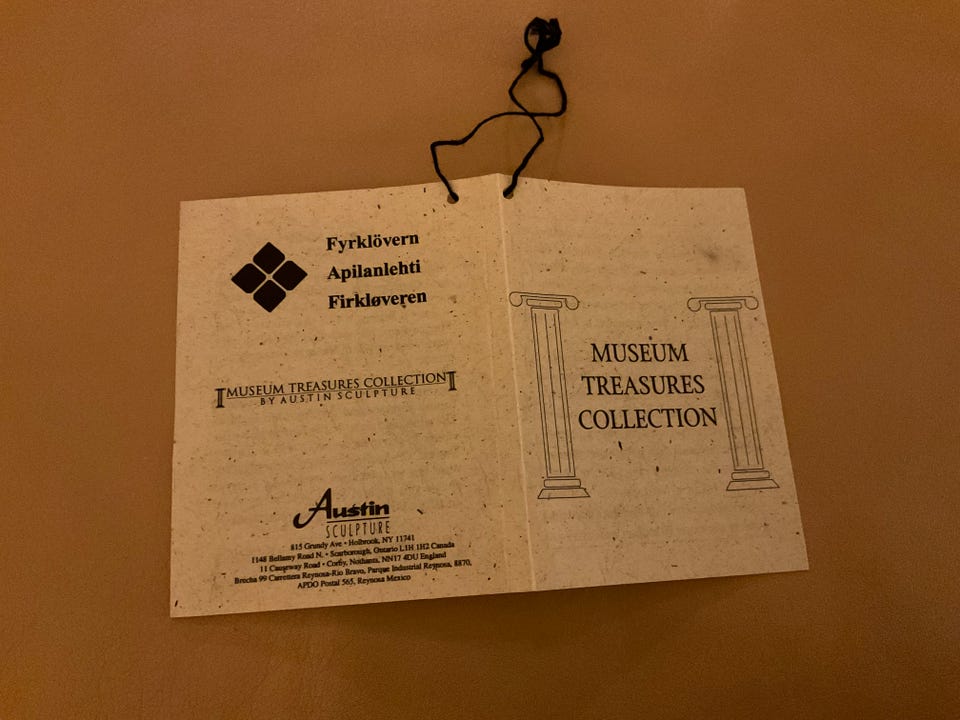 Fyrklövern
Apilanlehti
Firkløveren
MUSEUM TREASURES COLLECTION
BY AUSTIN SCULPTURE
Austin
SCULPTURE
815 Grundy Ave • Holbrook, NY 11741
1148 Bellamy Road N. • Scarborough, Ontario L1H 1H2 Canada
11 Causeway Road • Corby, Nothants, NN17 4DU England
Brecha 99 Carretera Reynosa-Rio Bravo, Parque Industrial Reynosa, 8870,
APDO Postal 565, Reynosa Mexico
MUSEUM
TREASURES
COLLECTION